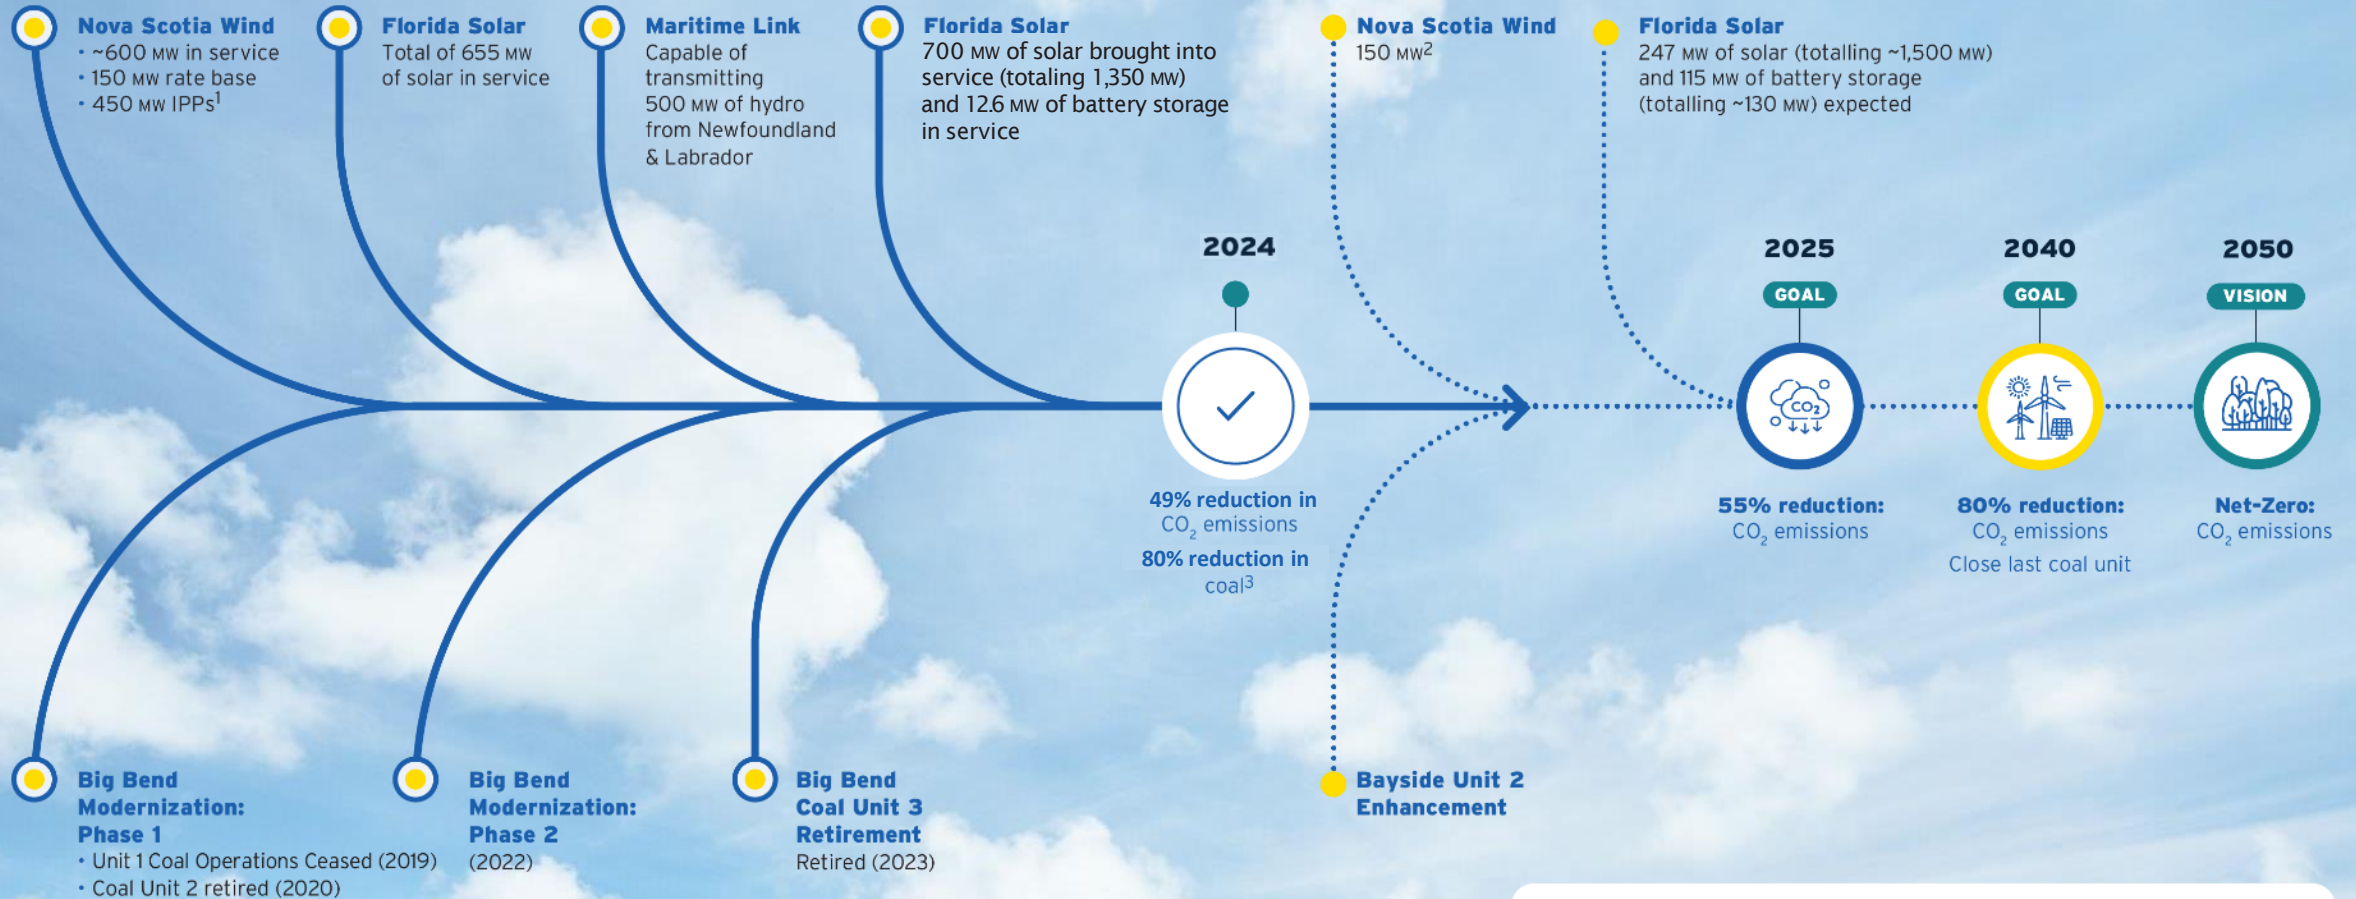 Nova Scotia Wind
• ~600 MW in service
• 150 MW rate base
• 450 MW IPPs¹
Florida Solar
Total of 655 MW
of solar in service
Maritime Link
Capable of
transmitting
500 MW of hydro
from Newfoundland
& Labrador
Florida Solar
700 MW of solar brought into
service (totaling 1,350 MW)
and 12.6 MW of battery storage
in service
Nova Scotia Wind
150 MW²
Florida Solar
247 MW of solar (totalling ~1,500 MW)
and 115 MW of battery storage
(totalling ~130 MW) expected
2024
49% reduction in
CO₂ emissions
80% reduction in
coal³
2025
GOAL
CO₂
55% reduction:
CO₂ emissions
2040
GOAL
80% reduction:
CO₂ emissions
Close last coal unit
2050
VISION
Net-Zero:
CO₂ emissions
Big Bend
Modernization:
Phase 1
• Unit 1 Coal Operations Ceased (2019)
• Coal Unit 2 retired (2020)
Big Bend
Modernization:
Phase 2
(2022)
Big Bend
Coal Unit 3
Retirement
Retired (2023)
Bayside Unit 2
Enhancement